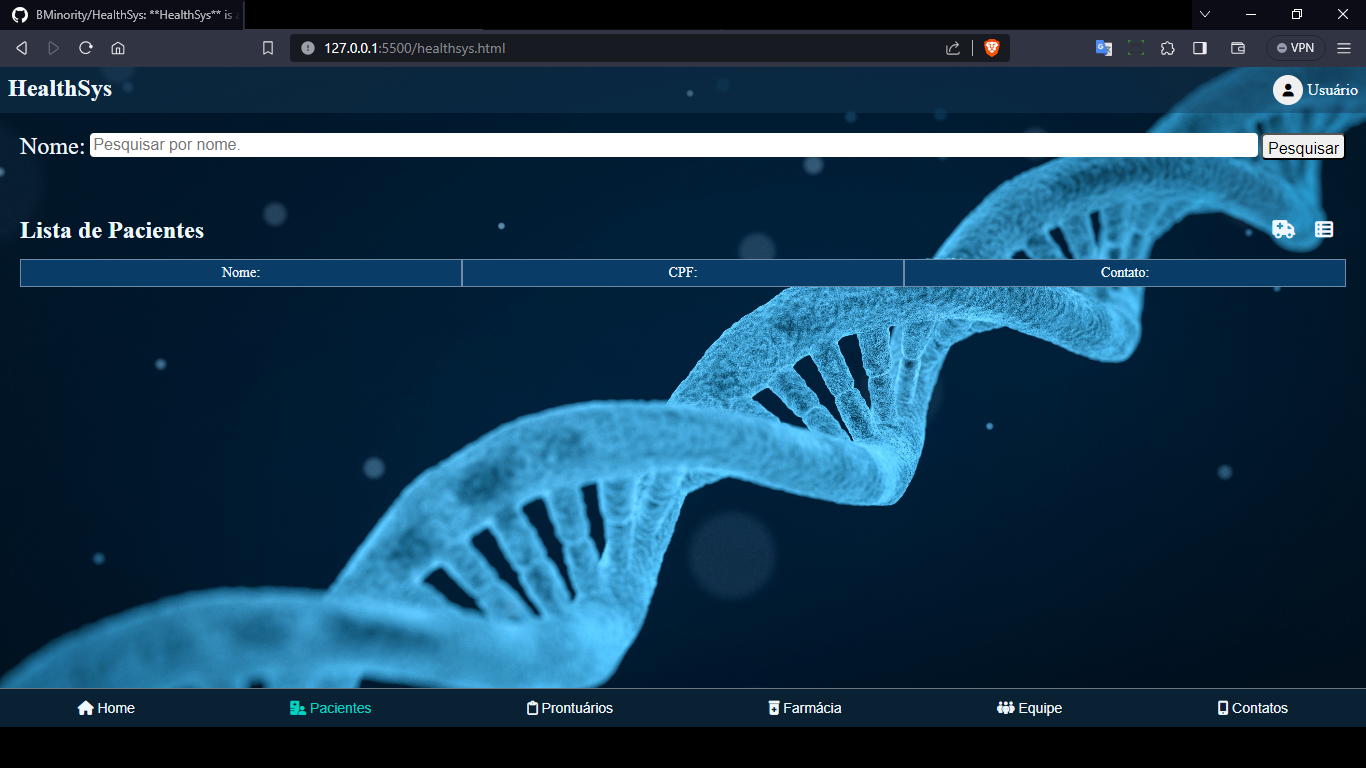 BMinority/HealthSys: **HealthSys** is
127.0.0.1:5500/healthsys.html
VPN
HealthSys
Usuário
Nome: Pesquisar por nome. Pesquisar
Lista de Pacientes
Nome: CPF: Contato:
Home Pacientes Prontuários Farmácia Equipe Contatos